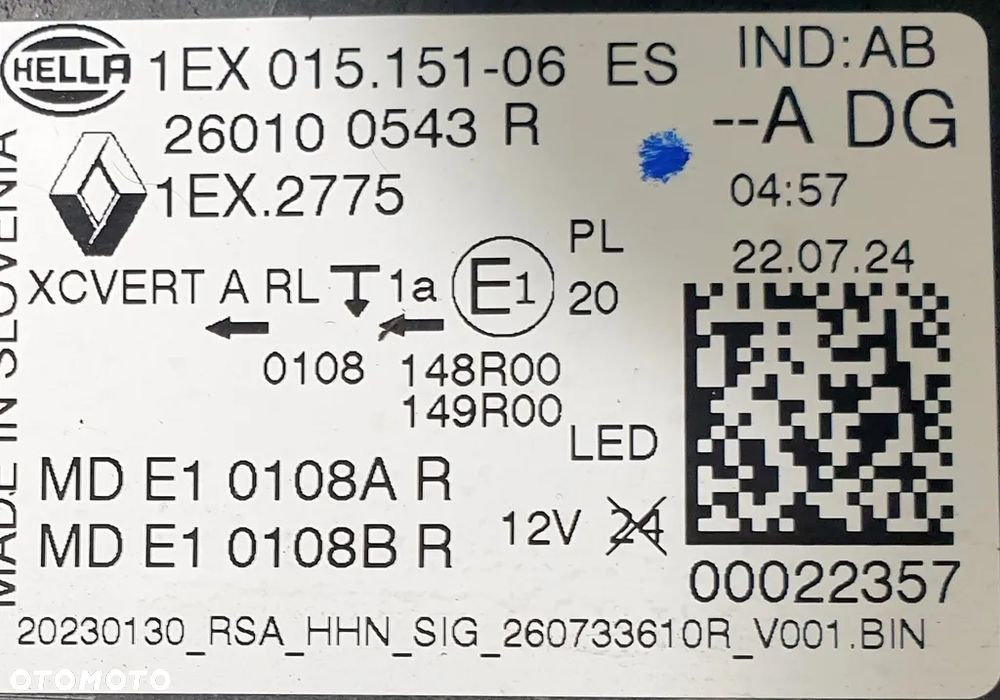 HELLA 1EX 015.151-06 ES IND:AB
26010 0543 R --A DG
1EX.2775 04:57
22.07.24
XCVERT A RL 1a E1 PL
20
0108 148R00
149R00
LED
MD E1 0108A R
MD E1 0108B R
12V 24
00022357
20230130_RSA_HHN_SIG_260733610R_V001.BIN
MADE IN SLOVENIA
OTOMOTO